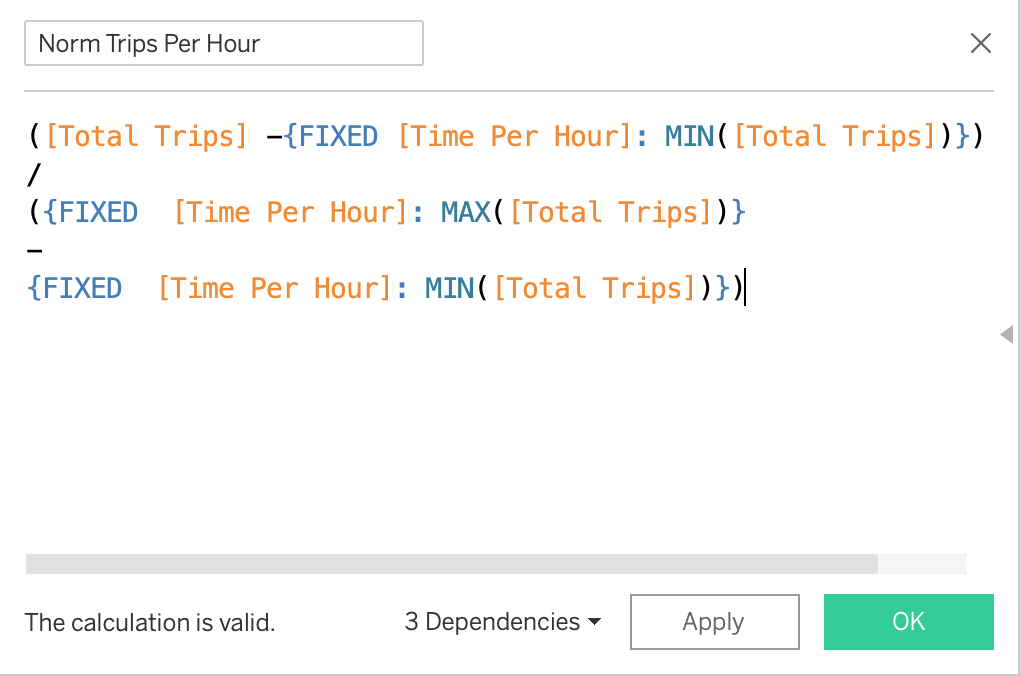 Norm Trips Per Hour
([Total Trips] –{FIXED [Time Per Hour]: MIN([Total Trips])})
/
({FIXED  [Time Per Hour]: MAX([Total Trips])}
–
{FIXED  [Time Per Hour]: MIN([Total Trips])})
The calculation is valid. 3 Dependencies Apply OK